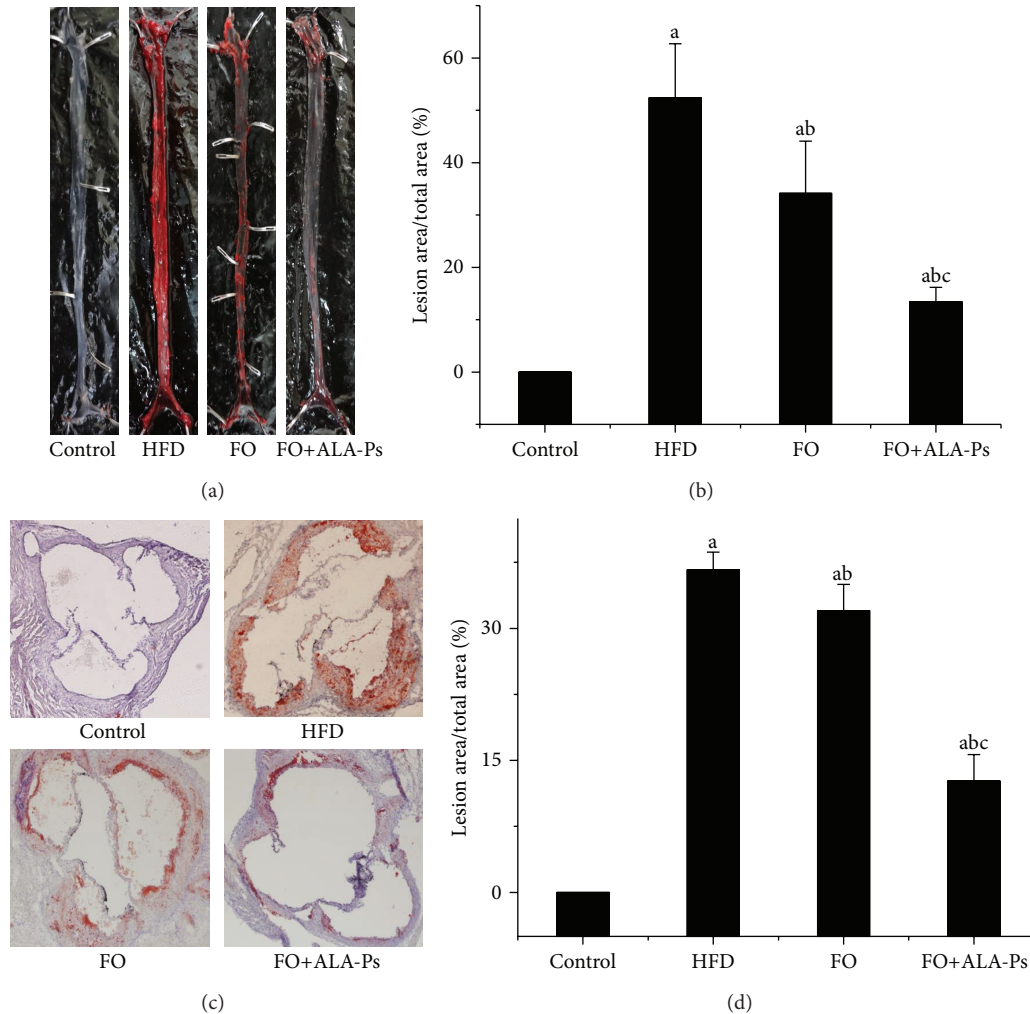 Control HFD FO FO+ALA-Ps
(a)
Lesion area/total area (%)
60
40
20
0
a
ab
abc
Control HFD FO FO+ALA-Ps
(b)
Control HFD
FO FO+ALA-Ps
(c)
Lesion area/total area (%)
30
15
0
a
ab
abc
Control HFD FO FO+ALA-Ps
(d)